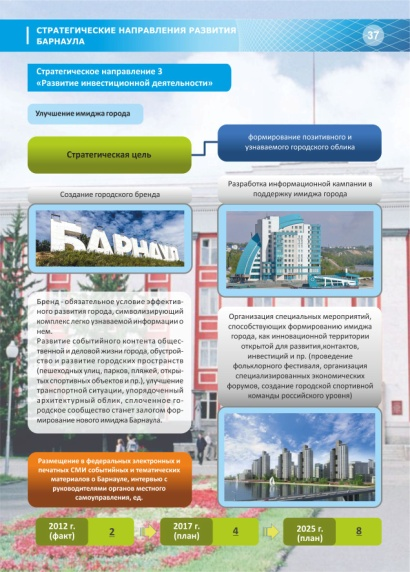 СТРАТЕГИЧЕСКИЕ НАПРАВЛЕНИЯ РАЗВИТИЯ
БАРНАУЛА
37
Стратегическое направление 3
«Развитие инвестиционной деятельности»
Улучшение имиджа города
Стратегическая цель
формирование позитивного и
узнаваемого городского облика
Создание городского бренда
БАРНАУЛ
Бренд - обязательное условие эффектив-
ного развития города, символизирующий
комплекс легко узнаваемой информации о
нем.
Развитие событийного контента общес-
твенной и деловой жизни города, обустрой-
ство и развитие городских пространств
(пешеходных улиц, парков, пляжей, откры-
тых спортивных объектов и пр.), улучшение
транспортной ситуации, упорядоченный
архитектурный облик, сплоченное го-
родское сообщество станет залогом фор-
мирование нового имиджа Барнаула.
Разработка информационной кампании в
поддержку имиджа города
Организация специальных мероприятий,
способствующих формированию имиджа
города, как инновационной территории
открытой для развития,контактов,
инвестиций и пр. (проведение
фольклорного фестиваля, организация
специализированных экономических
форумов, создание городской спортивной
команды российского уровня)
Размещение в федеральных электронных и
печатных СМИ событийных и тематических
материалов о Барнауле, интервью с
руководителями органов местного
самоуправления, ед.
2012 г.
(факт)
2
2017 г.
(план)
4
2025 г.
(план)
8